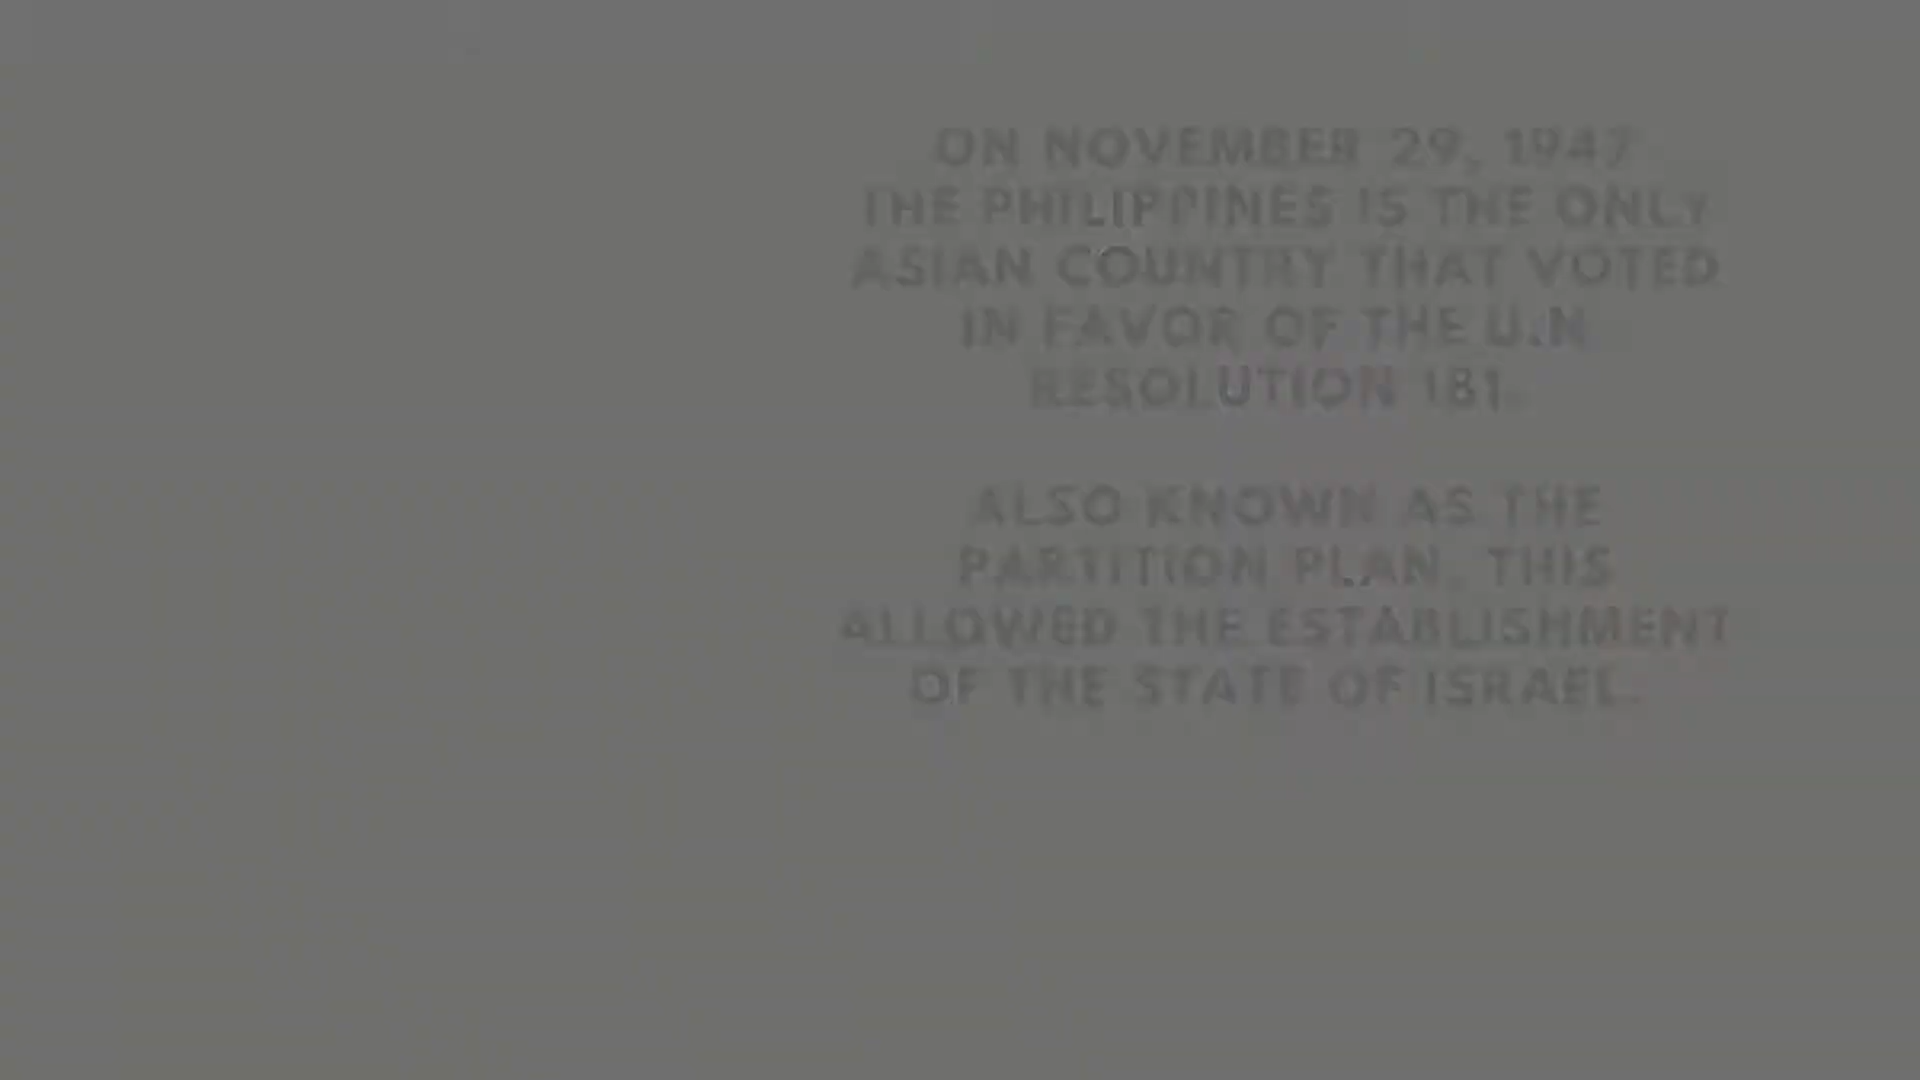 ON NOVEMBER 29, 1947
THE PHILIPPINES IS THE ONLY
ASIAN COUNTRY THAT VOTED
IN FAVOR OF THE U.N
RESOLUTION 181.
ALSO KNOWN AS THE
PARTITION PLAN, THIS
ALLOWED THE ESTABLISHMENT
OF THE STATE OF ISRAEL.